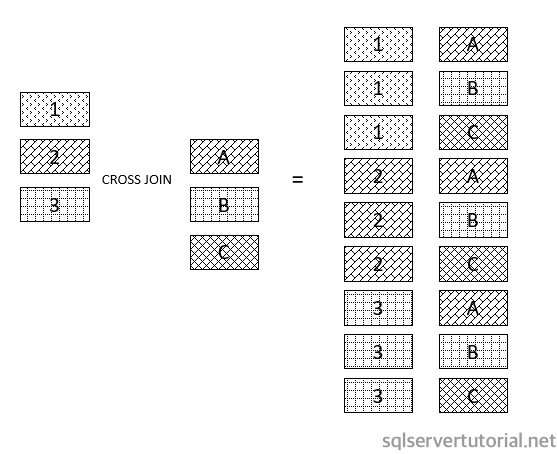 1
2
3
CROSS JOIN
A
B
C
=
1 A
1 B
1 C
2 A
2 B
2 C
3 A
3 B
3 C
sqlservertutorial.net